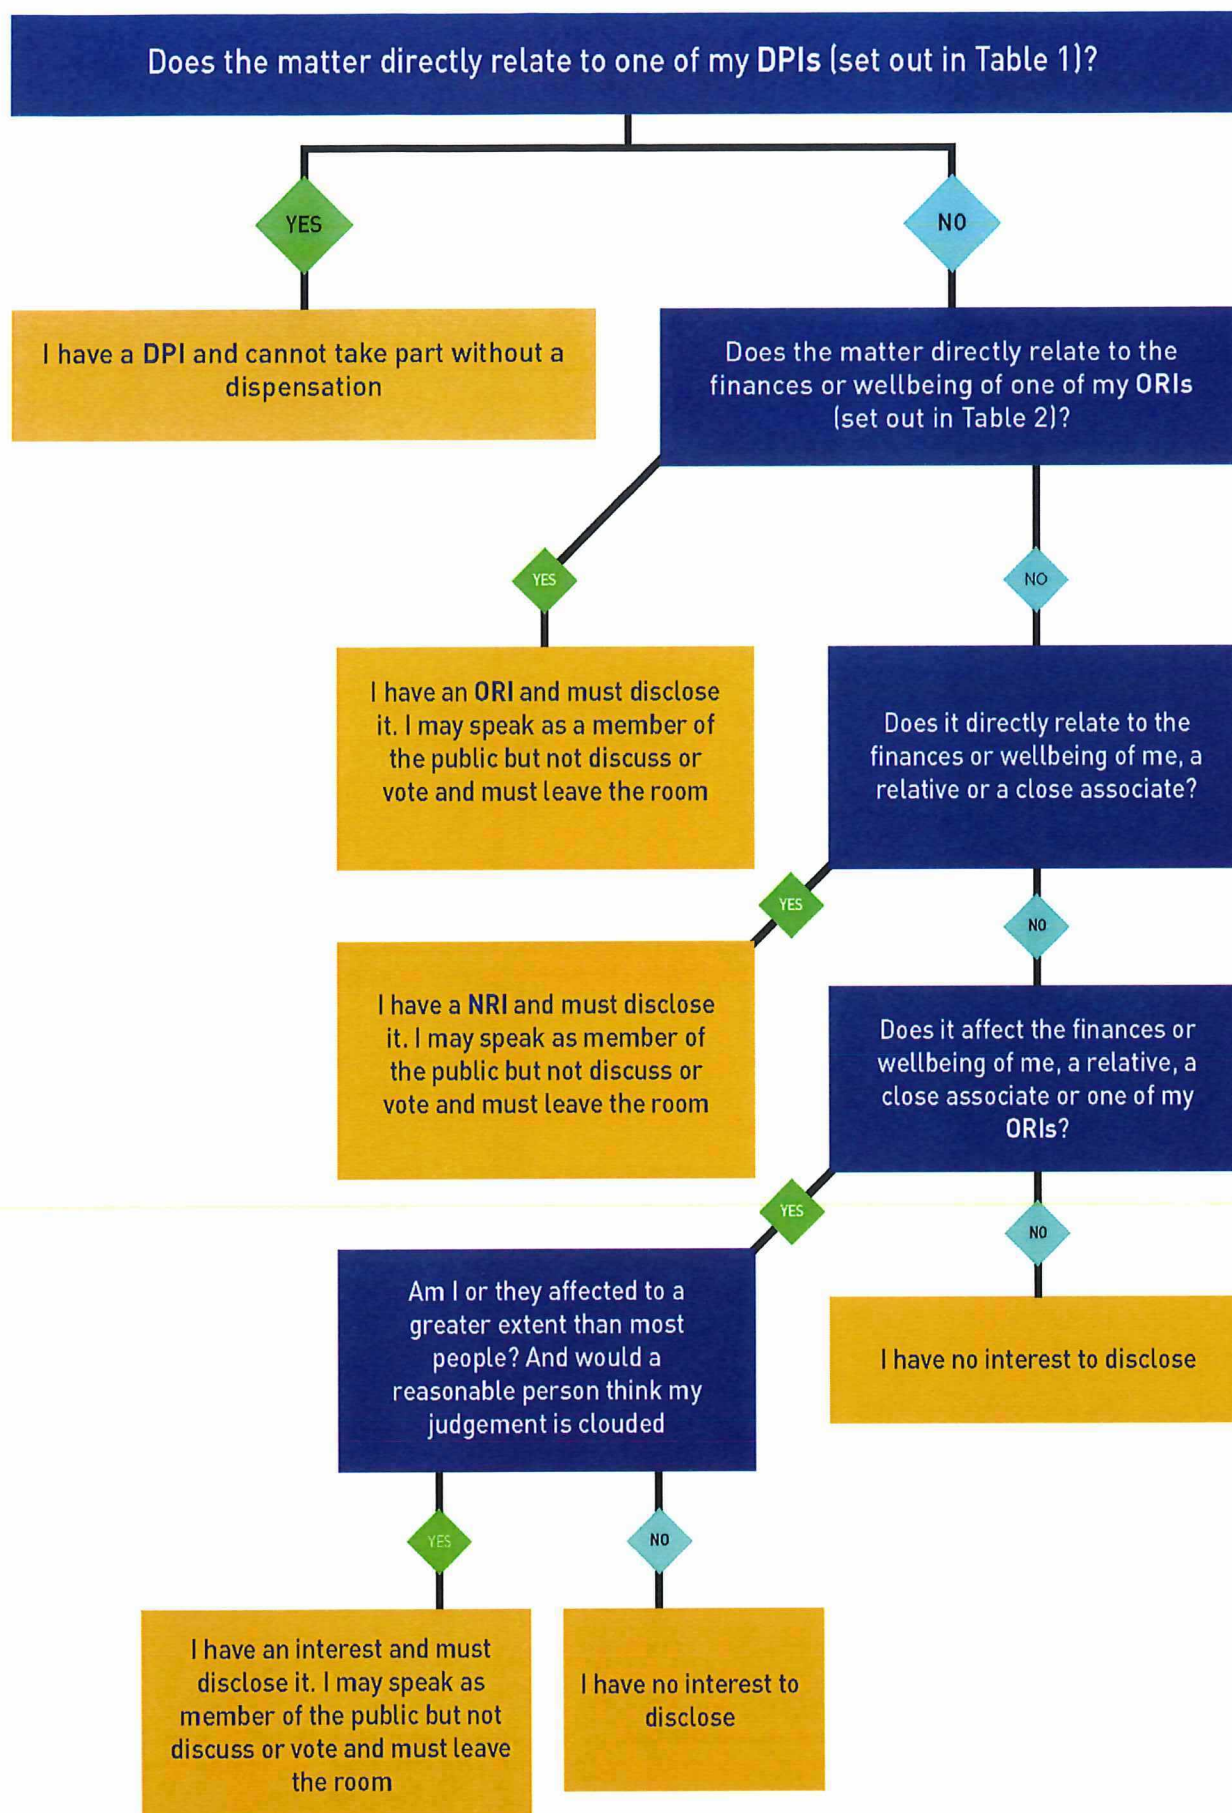 Does the matter directly relate to one of my DPIs (set out in Table 1)?
YES
NO
I have a DPI and cannot take part without a
dispensation
Does the matter directly relate to the
finances or wellbeing of one of my ORIs
(set out in Table 2)?
YES
NO
I have an ORI and must disclose
it. I may speak as a member of
the public but not discuss or
vote and must leave the room
Does it directly relate to the
finances or wellbeing of me, a
relative or a close associate?
YES
NO
I have a NRI and must disclose
it. I may speak as member of
the public but not discuss or
vote and must leave the room
Does it affect the finances or
wellbeing of me, a relative, a
close associate or one of my
ORIs?
YES
NO
Am I or they affected to a
greater extent than most
people? And would a
reasonable person think my
judgement is clouded
I have no interest to disclose
YES
NO
I have an interest and must
disclose it. I may speak as
member of the public but not
discuss or vote and must leave
the room
I have no interest to
disclose